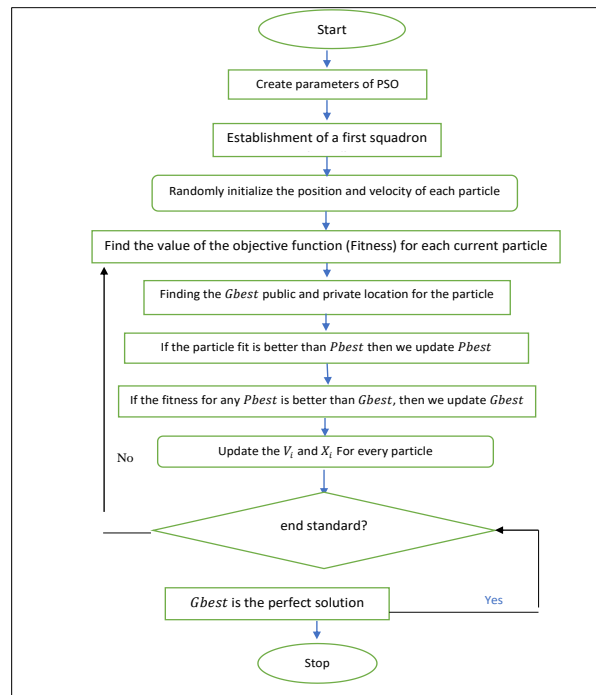 Start
Create parameters of PSO
Establishment of a first squadron
Randomly initialize the position and velocity of each particle
Find the value of the objective function (Fitness) for each current particle
Finding the Gbest public and private location for the particle
If the particle fit is better than Pbest then we update Pbest
If the fitness for any Pbest is better than Gbest, then we update Gbest
Update the V_i and X_i For every particle
No
end standard?
Gbest is the perfect solution
Yes
Stop